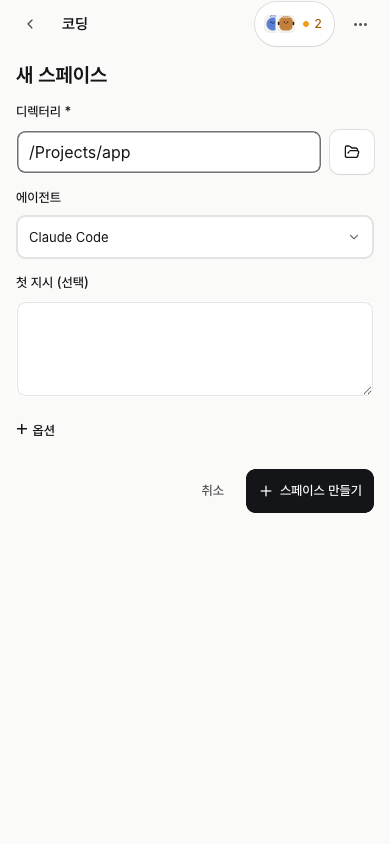 코딩
2
새 스페이스
디렉터리 *
/Projects/app
에이전트
Claude Code
첫 지시 (선택)
+ 옵션
취소
+ 스페이스 만들기